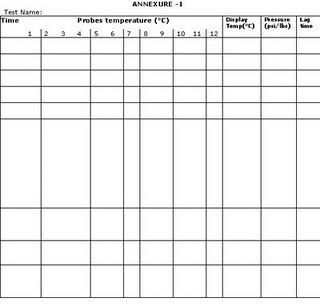 ANNEXURE -1
Test Name:
Time Probes temperature (°C) Display Temp(°C) Pressure (psi/lbs) Lag time
1 2 3 4 5 6 7 8 9 10 11 12